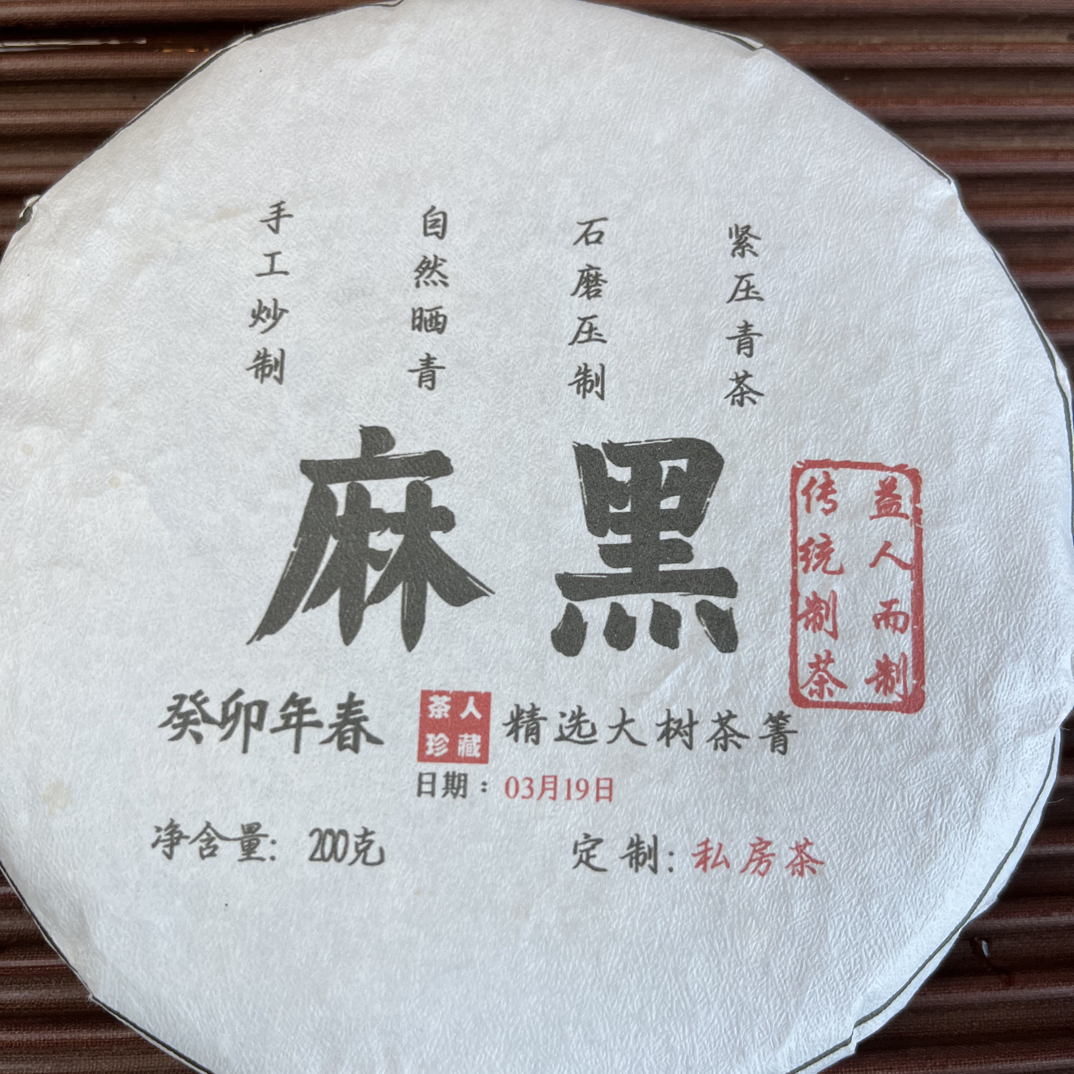 手工炒制
自然晒青
石磨压制
紧压青茶
麻黑
益人而制
传统制茶
癸卯年春
茶人
珍藏
精选大树茶箐
日期：03月19日
净含量：200克
定制：私房茶